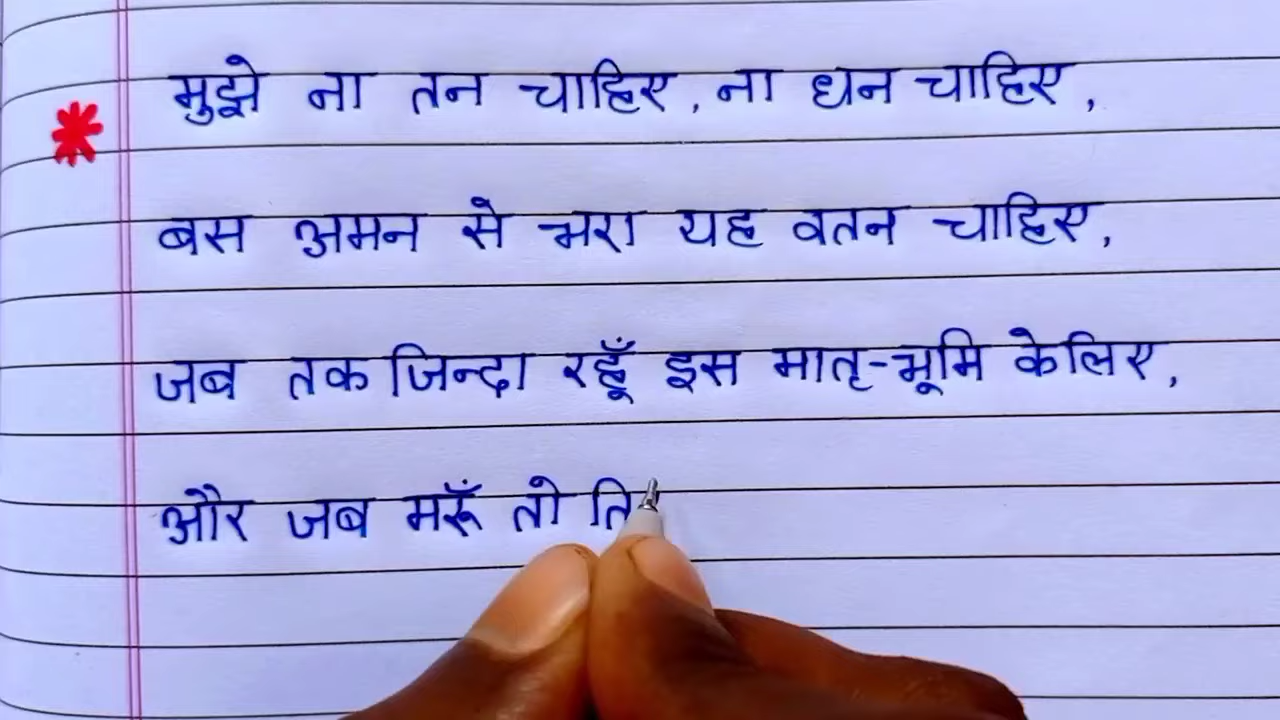 मुझे ना तन चाहिए, ना धन चाहिए,
बस अमन से भरा यह वतन चाहिए,
जब तक जिन्दा रहूँ इस मातृ-भूमि केलिए,
और जब मरूँ तो ति